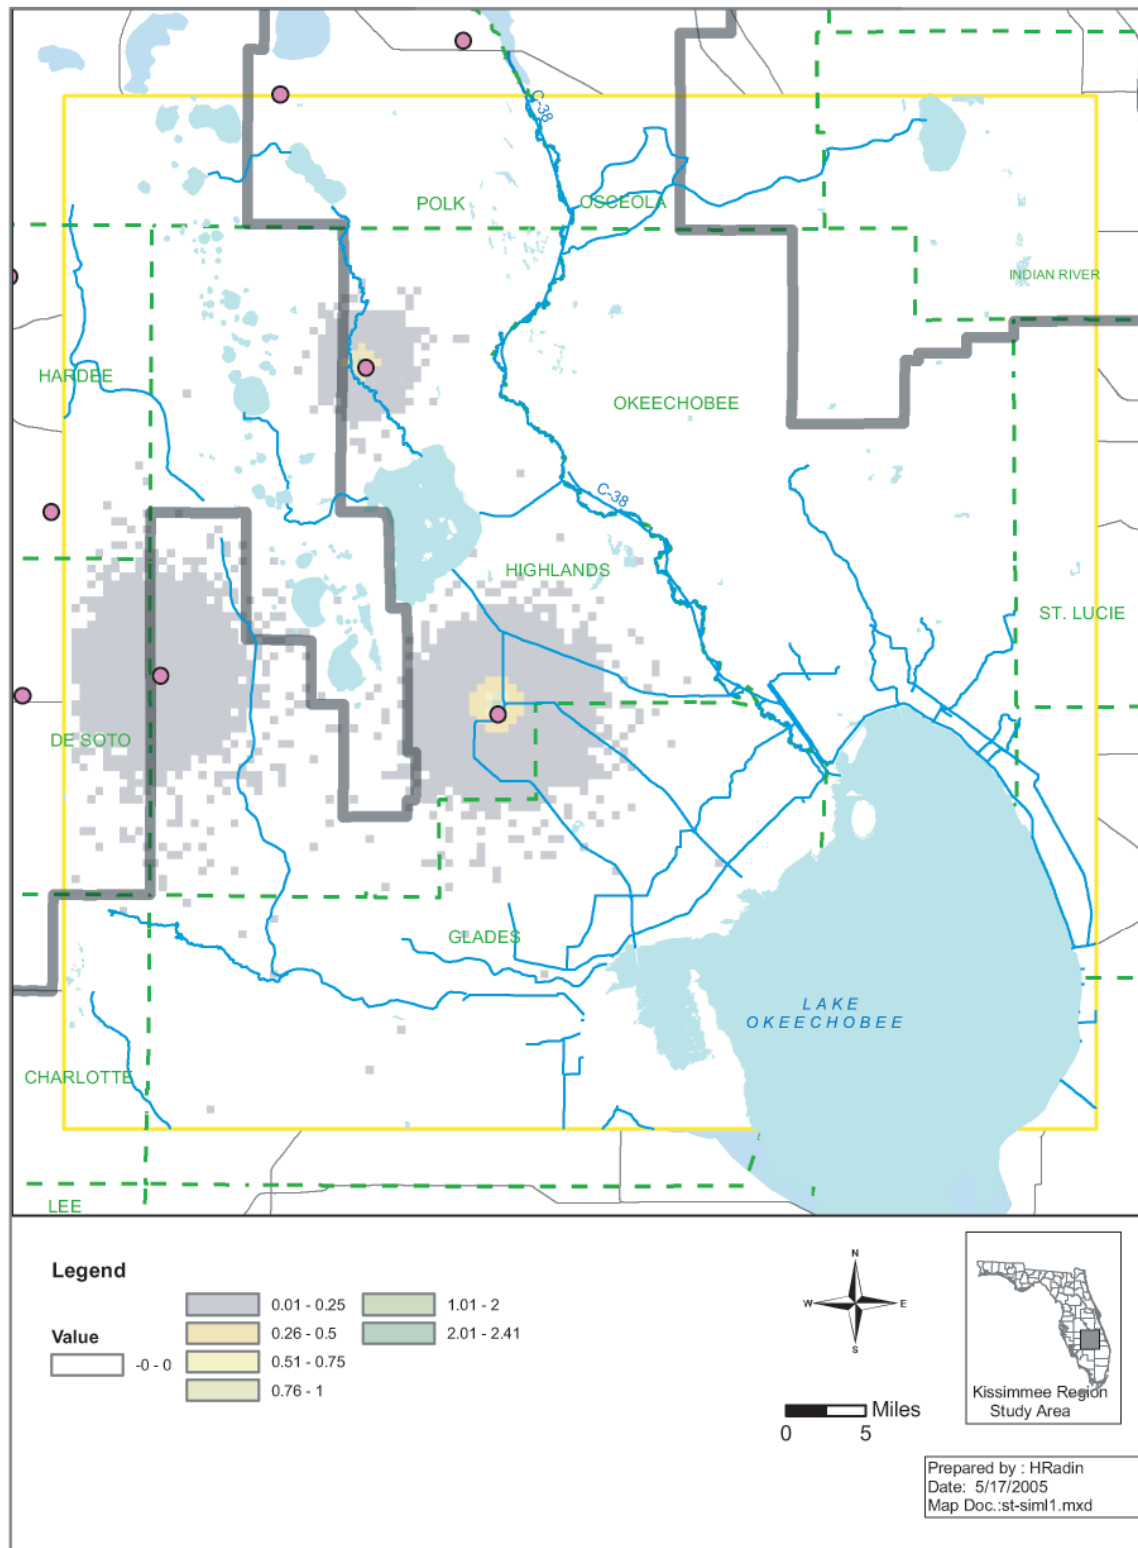 C-38
POLK
OSCEOLA
INDIAN RIVER
HARDEE
OKEECHOBEE
C-38
HIGHLANDS
ST. LUCIE
DE SOTO
GLADES
LAKE
OKEECHOBEE
CHARLOTTE
LEE
Legend
Value
-0 - 0
0.01 - 0.25
0.26 - 0.5
0.51 - 0.75
0.76 - 1
1.01 - 2
2.01 - 2.41
N
W
E
S
Miles
0 5
Kissimmee Region
Study Area
Prepared by : HRadin
Date: 5/17/2005
Map Doc.:st-siml1.mxd